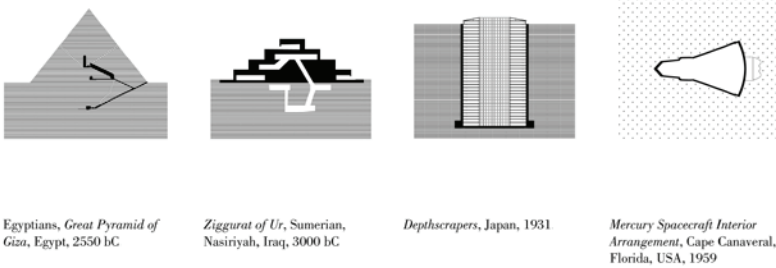 Egyptians, Great Pyramid of
Giza, Egypt, 2550 bC
Ziggurat of Ur, Sumerian,
Nasiriyah, Iraq, 3000 bC
Depthscrapers, Japan, 1931
Mercury Spacecraft Interior
Arrangement, Cape Canaveral,
Florida, USA, 1959